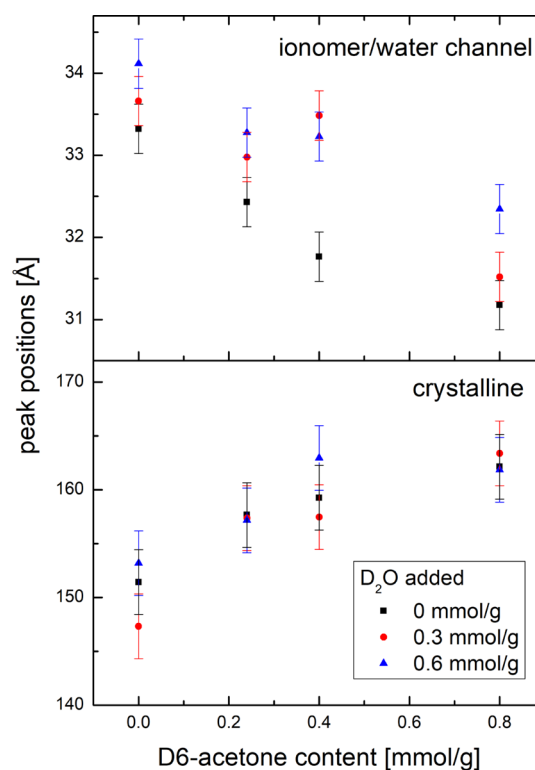 ionomer/water channel
34
33
32
31
peak positions [Å]
crystalline
170
160
150
140
D₂O added
0 mmol/g
0.3 mmol/g
0.6 mmol/g
0.0 0.2 0.4 0.6 0.8
D6-acetone content [mmol/g]